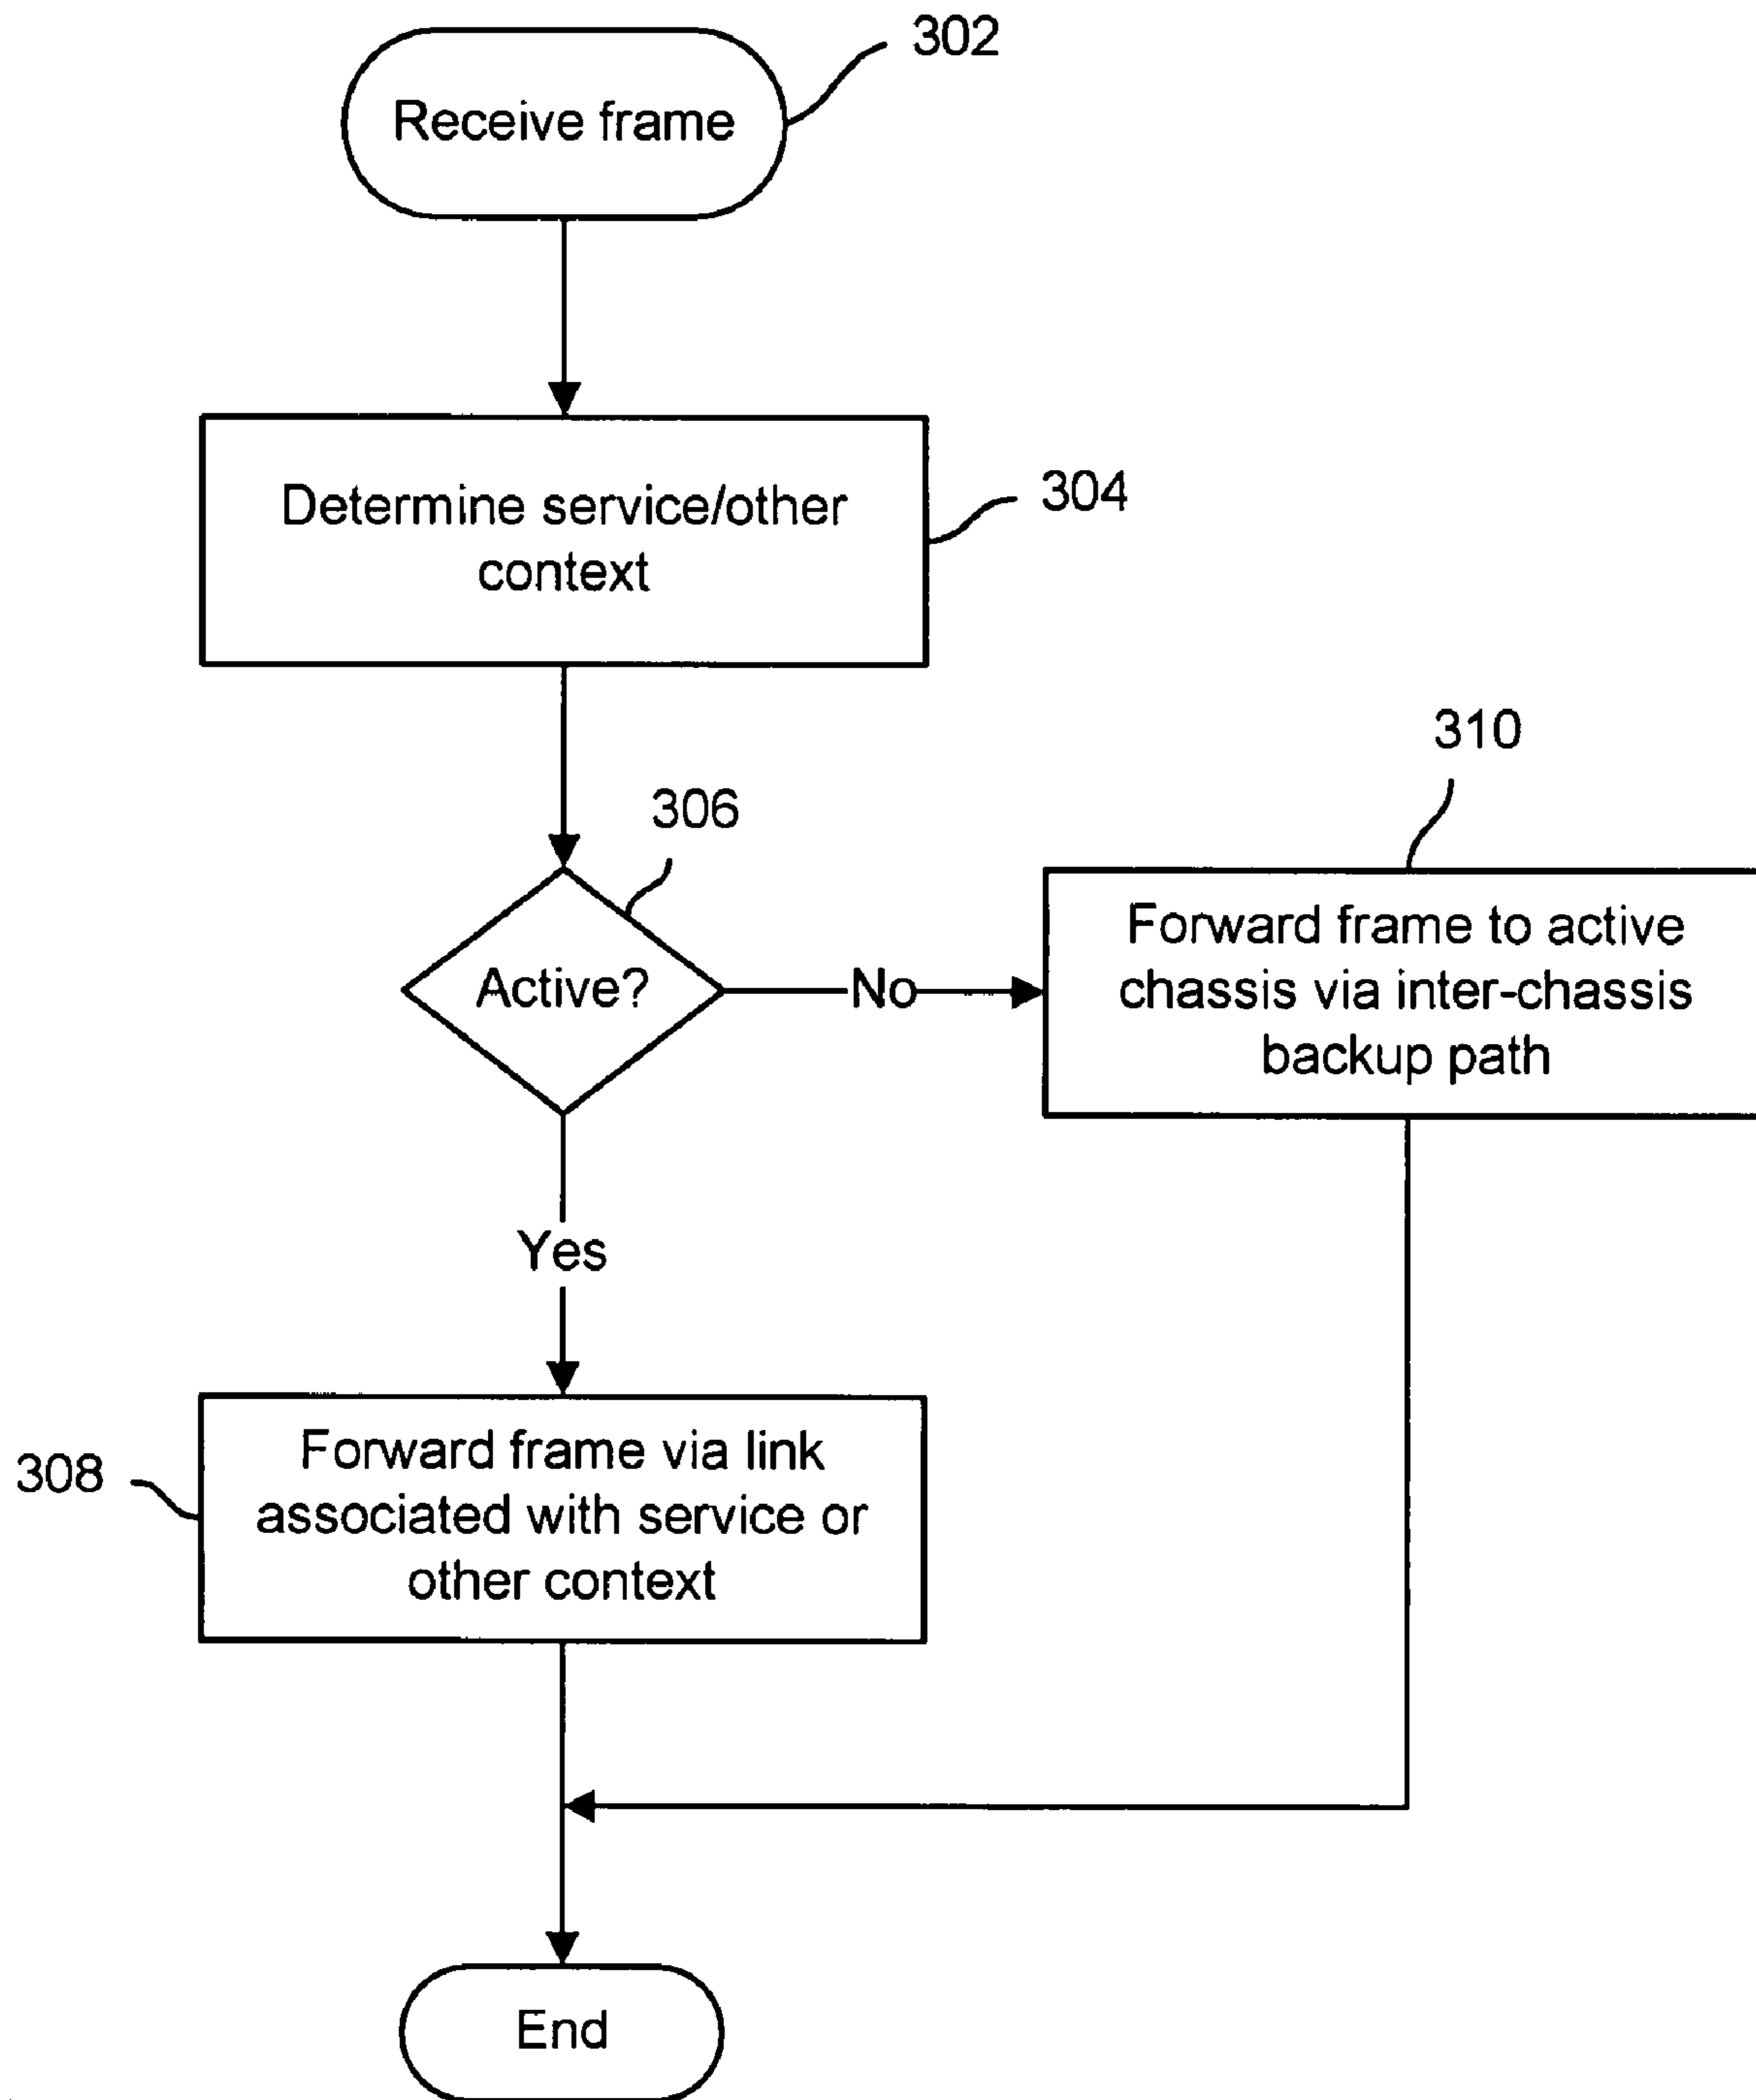 302
Receive frame
304
Determine service/other
context
306
310
Active?
No
Forward frame to active
chassis via inter-chassis
backup path
Yes
308
Forward frame via link
associated with service or
other context
End